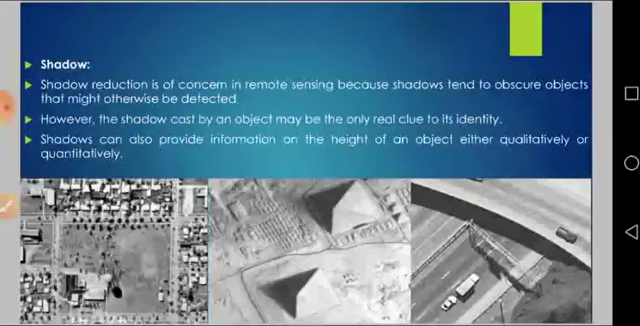 Shadow:
Shadow reduction is of concern in remote sensing because shadows tend to obscure objects
that might otherwise be detected
However, the shadow cast by an object may be the only real clue to its identity.
Shadows can also provide information on the height of an object either qualitatively or
quantitatively.